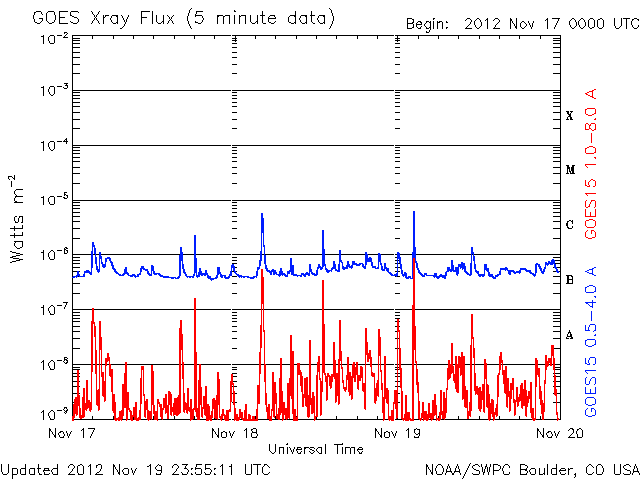 GOES Xray Flux (5 minute data)
Begin: 2012 Nov 17 0000 UTC
10⁻²
10⁻³
10⁻⁴
10⁻⁵
10⁻⁶
10⁻⁷
10⁻⁸
10⁻⁹
Watts m⁻²
X
M
C
B
A
GOES15 1.0-8.0 A
GOES15 0.5-4.0 A
Nov 17
Nov 18
Nov 19
Nov 20
Universal Time
Updated 2012 Nov 19 23:55:11 UTC
NOAA/SWPC Boulder, CO USA